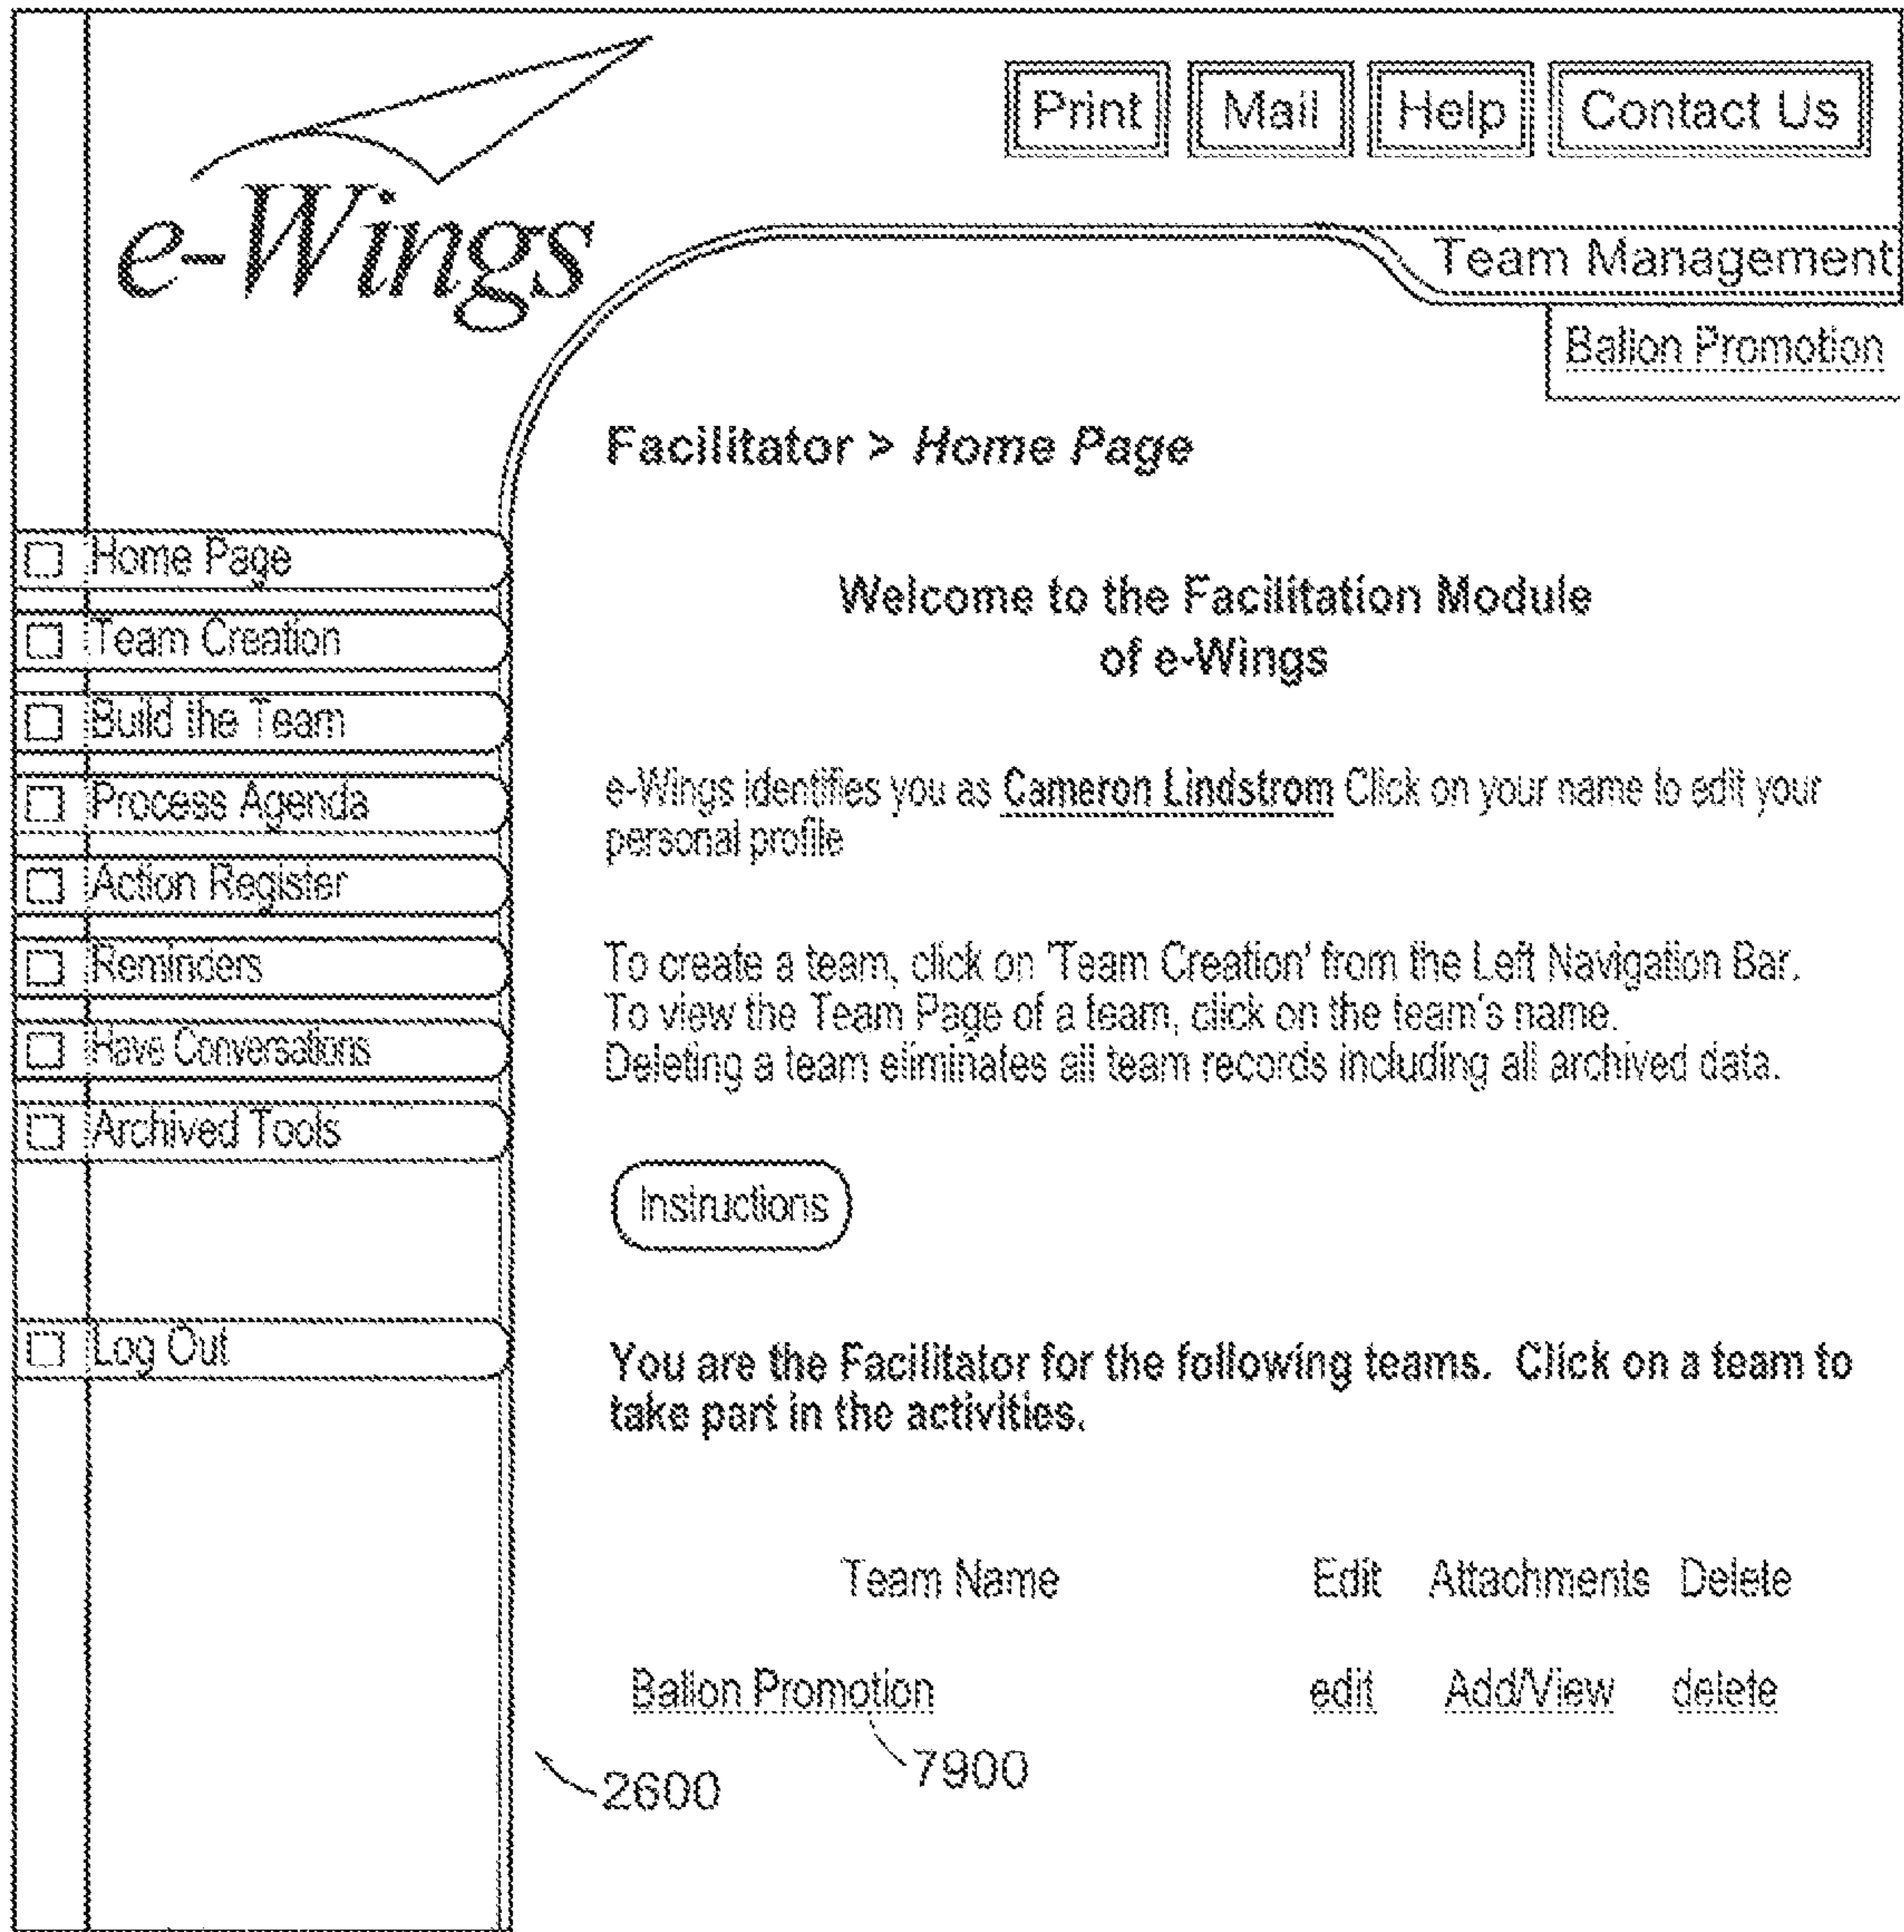 e-Wings
Print Mail Help Contact Us
Team Management
Ballon Promotion
Facilitator > Home Page
Home Page
Team Creation
Build the Team
Process Agenda
Action Register
Reminders
Have Conversations
Archived Tools
Log Out
Welcome to the Facilitation Module
of e-Wings
e-Wings identifies you as Cameron Lindstrom Click on your name to edit your
personal profile
To create a team, click on 'Team Creation' from the Left Navigation Bar.
To view the Team Page of a team, click on the team's name.
Deleting a team eliminates all team records including all archived data.
Instructions
You are the Facilitator for the following teams. Click on a team to
take part in the activities.
Team Name Edit Attachments Delete
Ballon Promotion edit Add/View delete
7900
2600